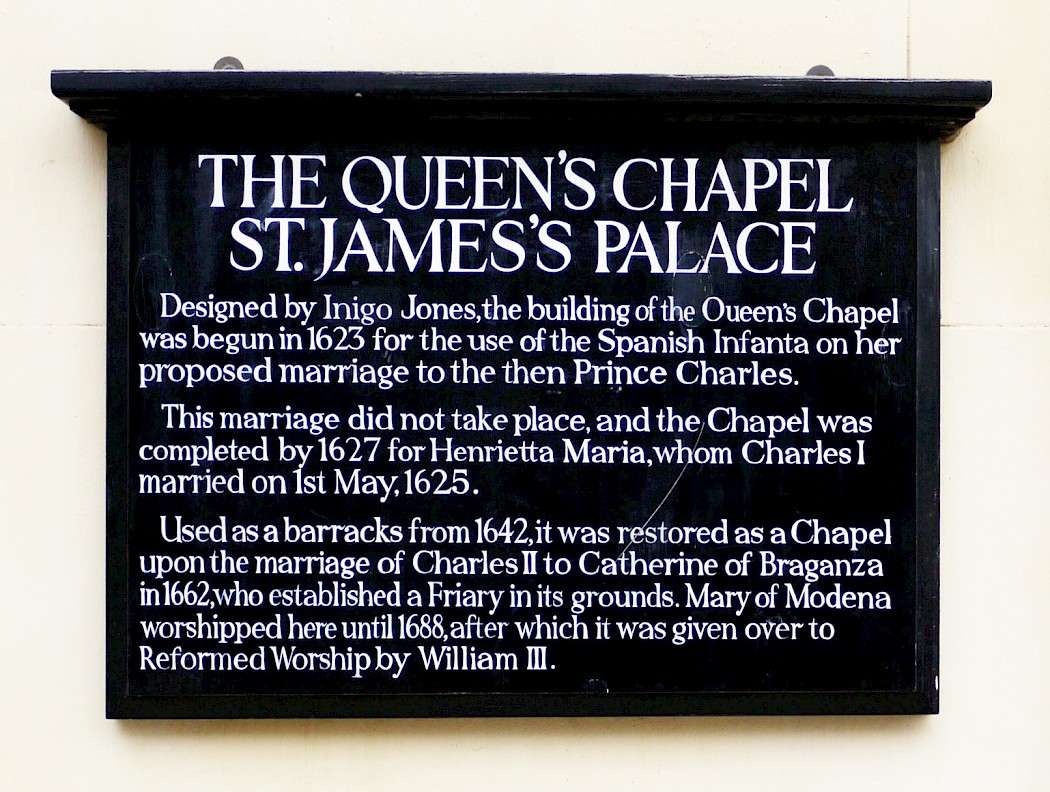 THE QUEEN'S CHAPEL
ST. JAMES'S PALACE
Designed by Inigo Jones, the building of the Queen's Chapel
was begun in 1623 for the use of the Spanish Infanta on her
proposed marriage to the then Prince Charles.
This marriage did not take place, and the Chapel was
completed by 1627 for Henrietta Maria, whom Charles I
married on 1st May, 1625.
Used as a barracks from 1642, it was restored as a Chapel
upon the marriage of Charles II to Catherine of Braganza
in 1662, who established a Friary in its grounds. Mary of Modena
worshipped here until 1688, after which it was given over to
Reformed Worship by William III.